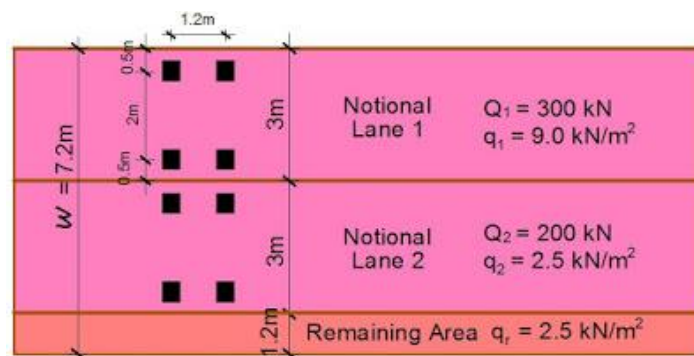 1.2m
0.5m
2m
0.5m
w = 7.2m
3m
Notional
Lane 1
Q₁ = 300 kN
q₁ = 9.0 kN/m²
3m
Notional
Lane 2
Q₂ = 200 kN
q₂ = 2.5 kN/m²
1.2m
Remaining Area qᵣ = 2.5 kN/m²